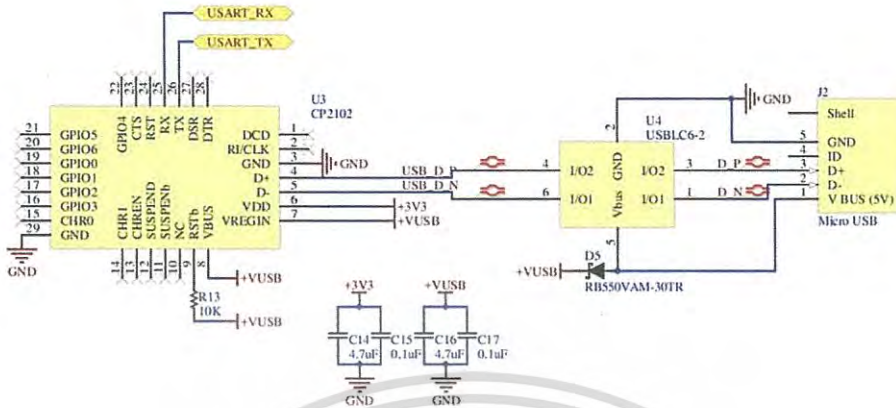 USART_RX
USART_TX
22
23
24
25
26
27
28
GPIO4
CTS
RST
RX
TX
DSR
DTR
U3
CP2102
21 GPIO5
20 GPIO6
19 GPIO0
18 GPIO1
17 GPIO2
16 GPIO3
15 CHR0
29 GND
GND
DCD 1
RI/CLK 2
GND 3
D+ 4
D- 5
VDD 6
VREGIN 7
GND
USB_D_P
USB_D_N
+3V3
+VUSB
CHR1
CHREN
SUSPEND
SUSPENb
NC
RSTb
VBUS
14
13
12
11
10
9
8
+VUSB
R13
10K
+VUSB
U4
USBLC6-2
2
GND
4 I/O2
6 I/O1
I/O2 3
I/O1 1
Vbus
5
D_P
D_N
GND
J2
Shell
5 GND
4 ID
3 D+
2 D-
1 V BUS (5V)
Micro USB
+VUSB
D5
RB550VAM-30TR
+3V3
C14
4.7uF
C15
0.1uF
GND
+VUSB
C16
4.7uF
C17
0.1uF
GND